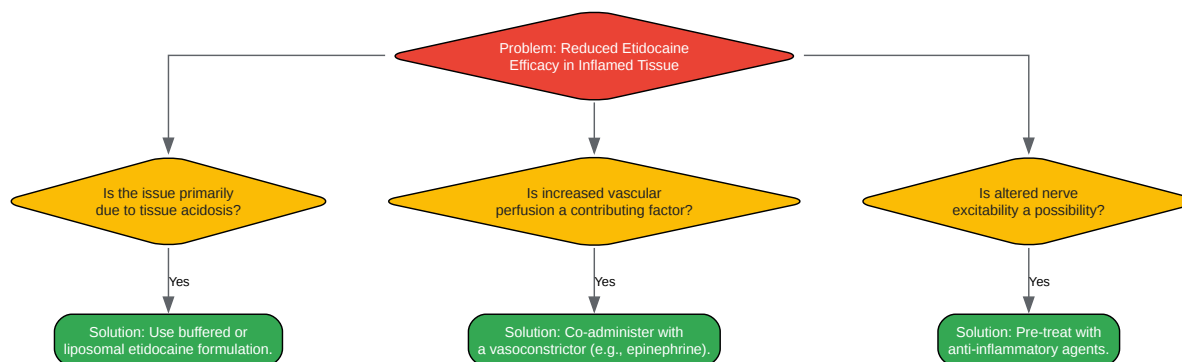 Problem: Reduced Etidocaine
Efficacy in Inflamed Tissue
Is the issue primarily
due to tissue acidosis?
Is increased vascular
perfusion a contributing factor?
Is altered nerve
excitability a possibility?
Yes
Yes
Yes
Solution: Use buffered or
liposomal etidocaine formulation.
Solution: Co-administer with
a vasoconstrictor (e.g., epinephrine).
Solution: Pre-treat with
anti-inflammatory agents.